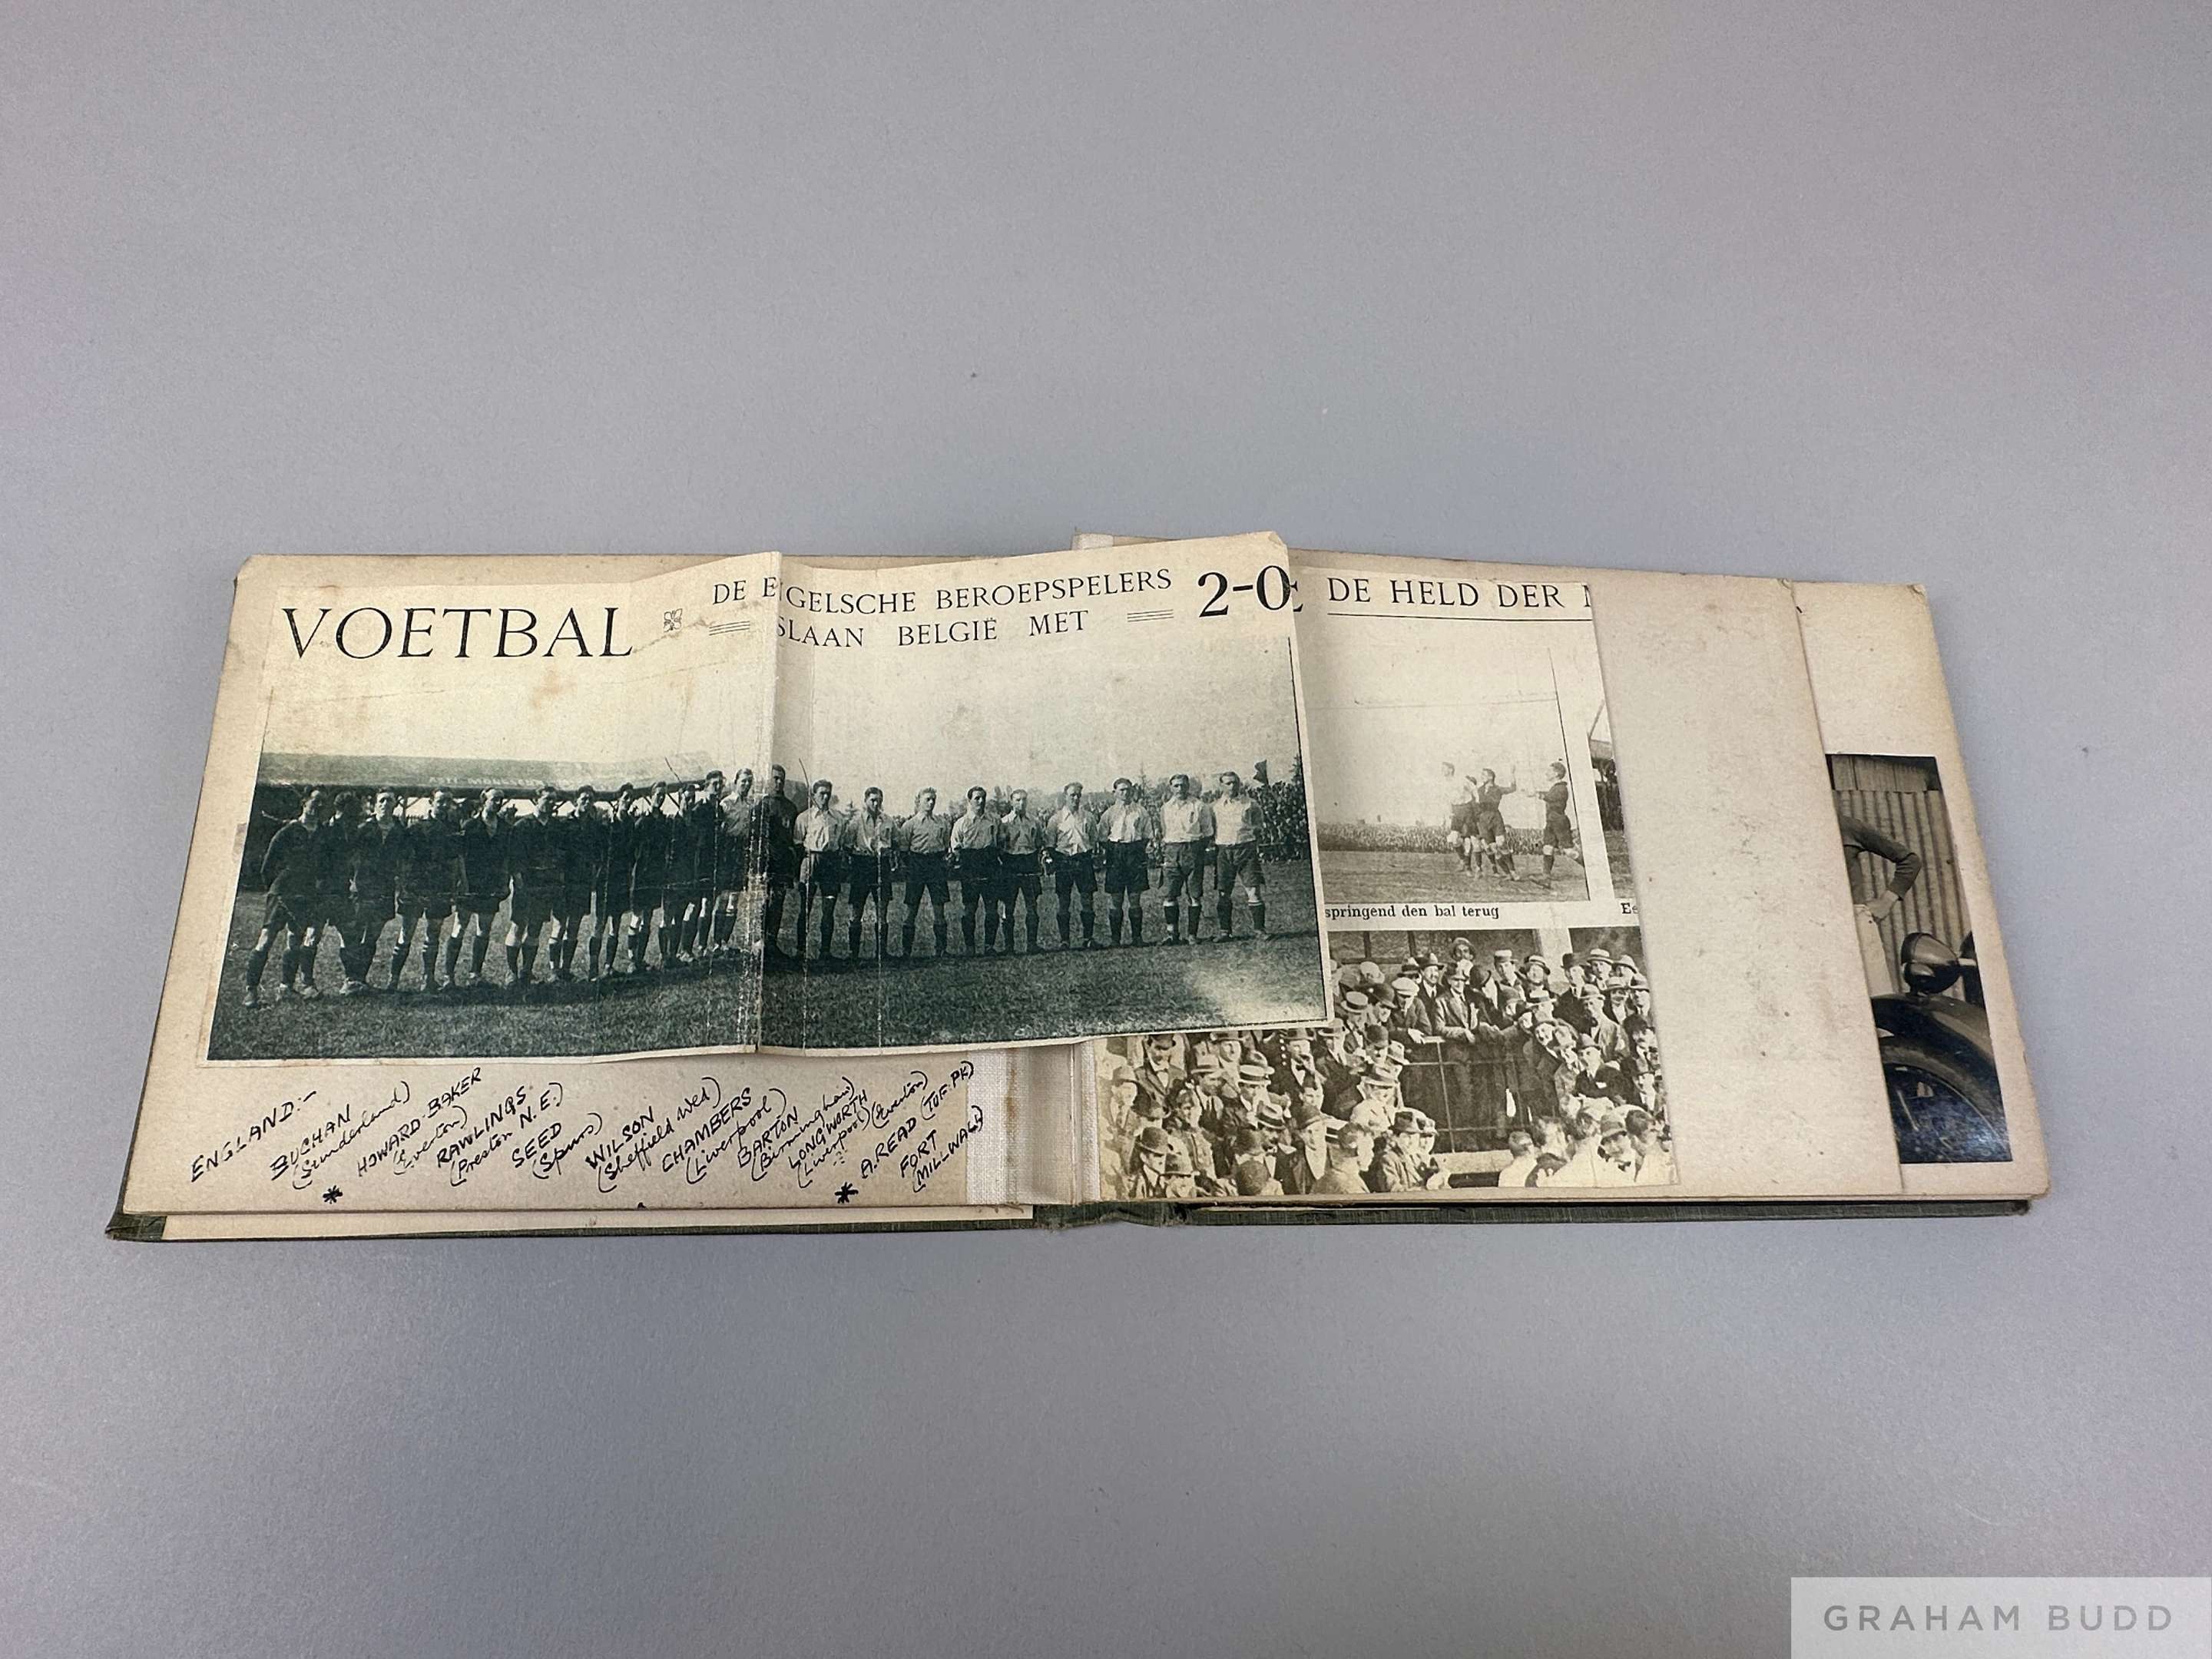 VOETBAL
DE ENGELSCHE BEROEPSPELERS
SLAAN BELGIË MET
2-0
DE HELD DER
springend den bal terug
ASTI MOUSSEUX
ENGLAND:-
BUCHAN
(Sunderland)
* HOWARD-BAKER
(Everton)
RAWLINGS
(Preston N.E.)
SEED
(Spurs)
WILSON
(Sheffield Wed)
CHAMBERS
(Liverpool)
BARTON
(Birmingham)
LONGWORTH
(Liverpool)
(Everton)
* A.READ (TUF. PK)
FORT
(MILLWALL)
GRAHAM BUDD